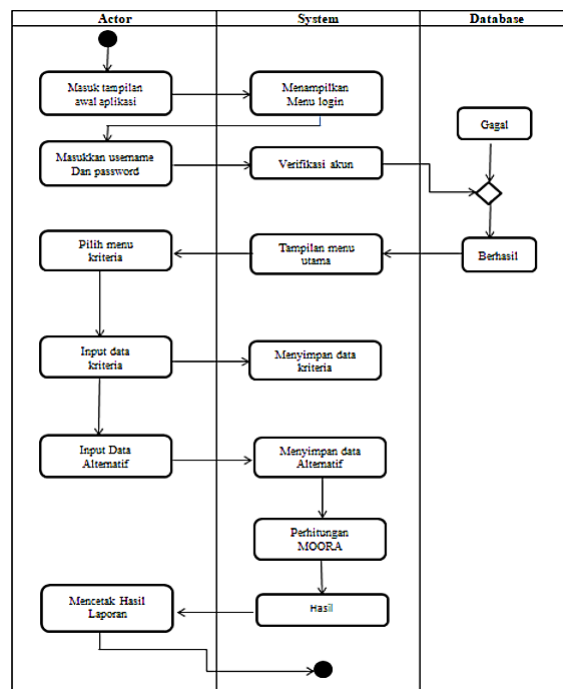 Actor
System
Database
Masuk tampilan
awal aplikasi
Menampilkan
Menu login
Gagal
Masukkan username
Dan password
Verifikasi akun
Pilih menu
kriteria
Tampilan menu
utama
Berhasil
Input data
kriteria
Menyimpan data
kriteria
Input Data
Alternatif
Menyimpan data
Alternatif
Perhitungan
MOORA
Mencetak Hasil
Laporan
Hasil